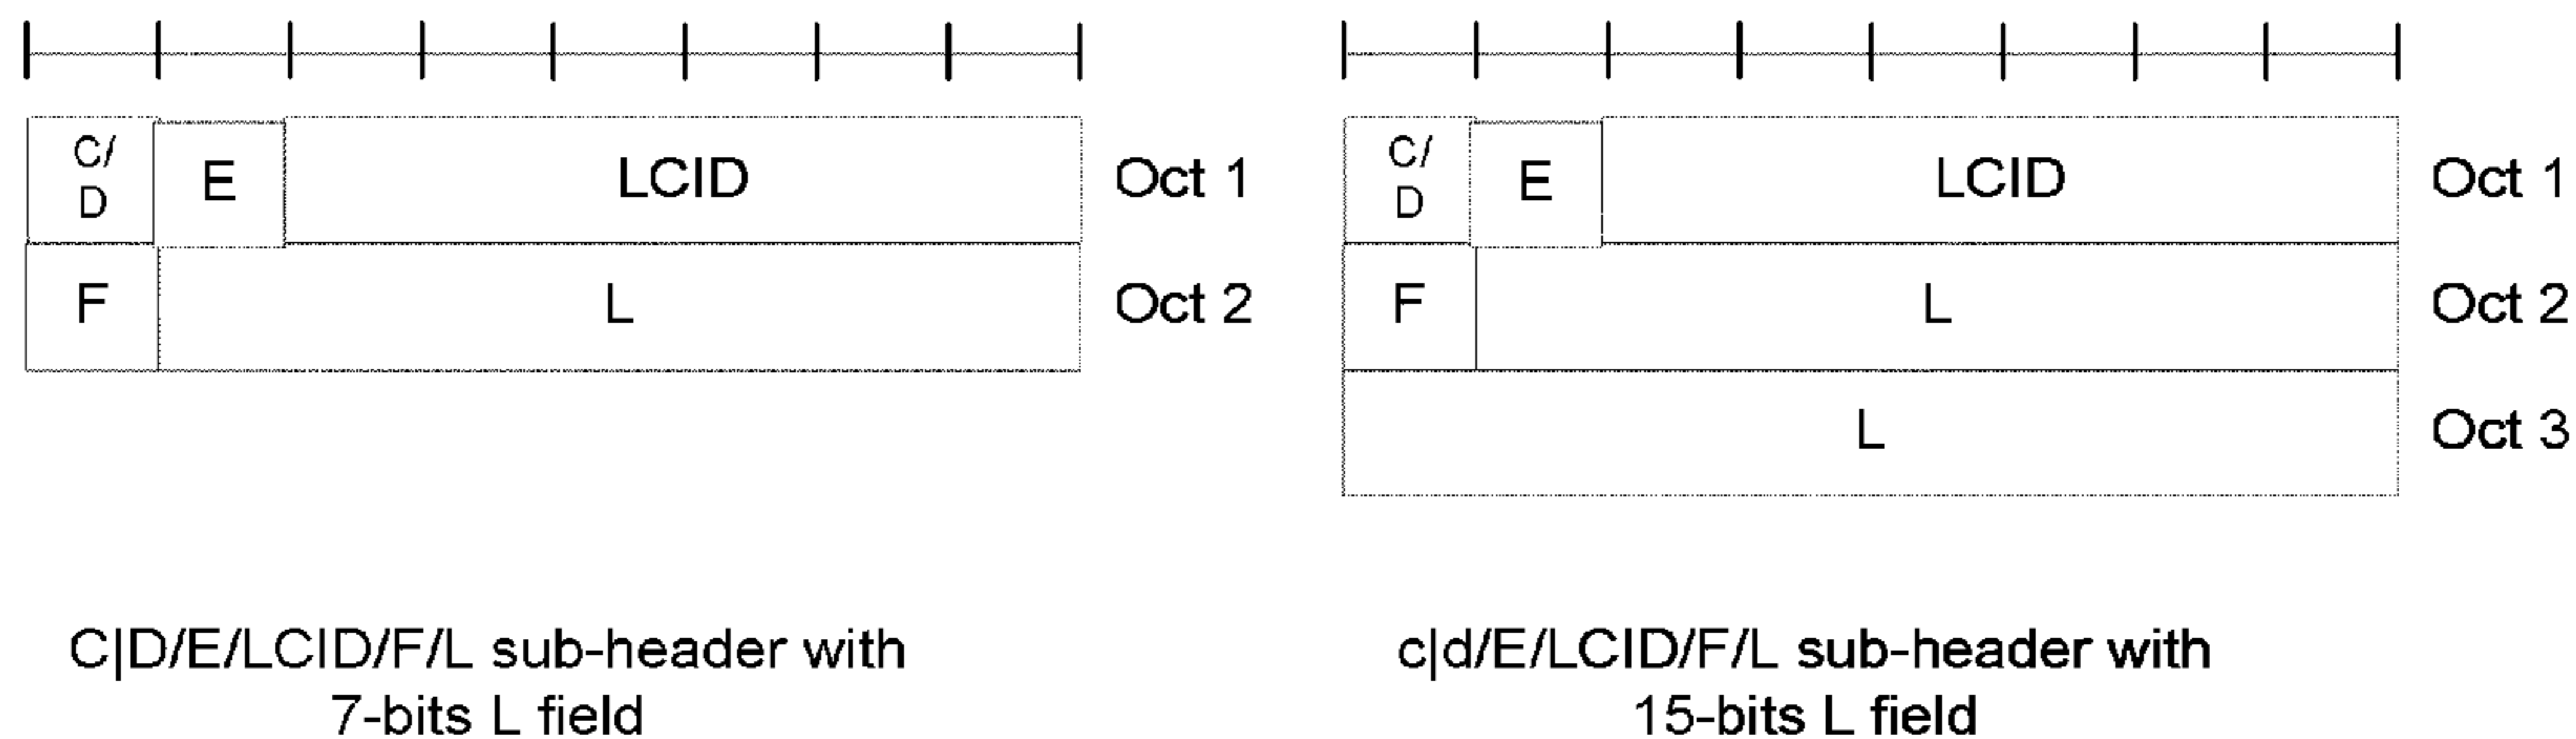 C/
D
E
LCID
Oct 1
F
L
Oct 2
C|D/E/LCID/F/L sub-header with
7-bits L field
C/
D
E
LCID
Oct 1
F
L
Oct 2
L
Oct 3
c|d/E/LCID/F/L sub-header with
15-bits L field